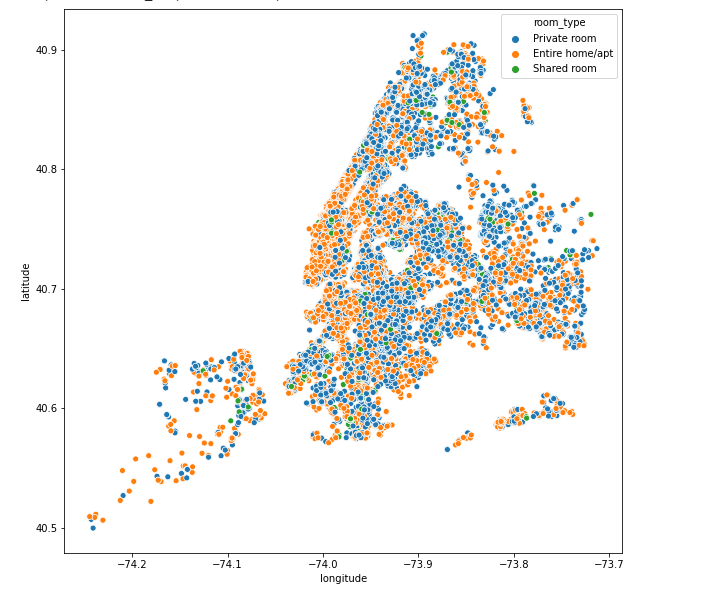 room_type
Private room
Entire home/apt
Shared room
40.9
40.8
40.7
40.6
40.5
latitude
−74.2
−74.1
−74.0
−73.9
−73.8
−73.7
longitude